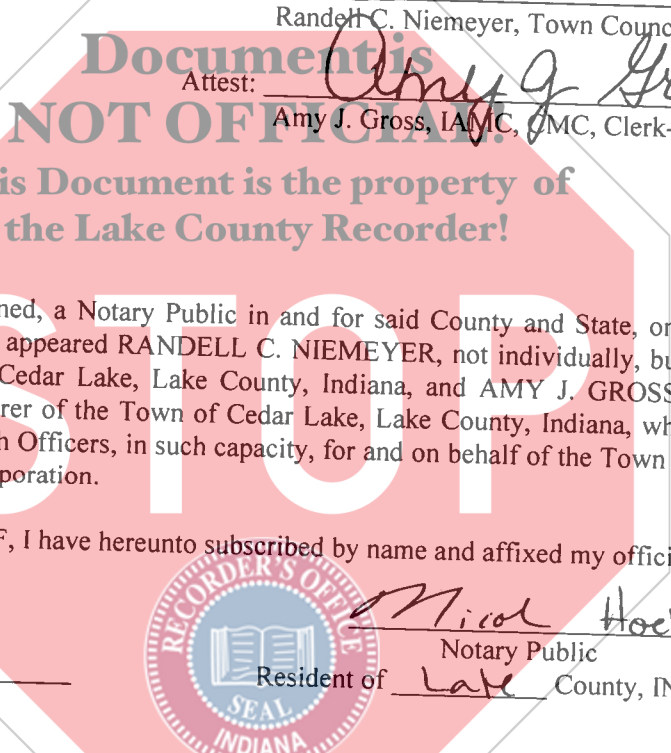 Randell C. Niemeyer, Town Counc
Document is
Attest: Amy J Gr
NOT OFFICIAL!
Amy J. Gross, IAMC, CMC, Clerk-
is Document is the property of
the Lake County Recorder!
STOP
ned, a Notary Public in and for said County and State, on
appeared RANDELL C. NIEMEYER, not individually, bu
Cedar Lake, Lake County, Indiana, and AMY J. GROSS
rer of the Town of Cedar Lake, Lake County, Indiana, wh
h Officers, in such capacity, for and on behalf of the Town
poration.
F, I have hereunto subscribed by name and affixed my offici
RECORDER'S OFFICE
SEAL
INDIANA
Nicol Hoe
Notary Public
Resident of Lake County, IN